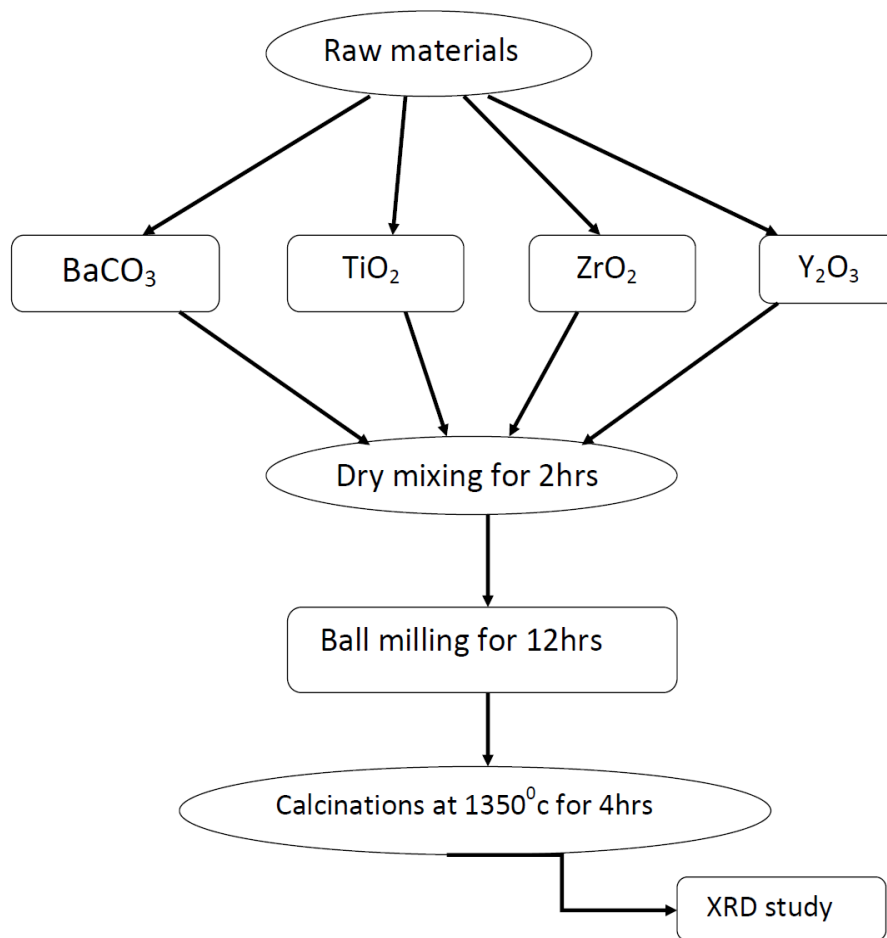 Raw materials
BaCO₃
TiO₂
ZrO₂
Y₂O₃
Dry mixing for 2hrs
Ball milling for 12hrs
Calcinations at 1350⁰c for 4hrs
XRD study